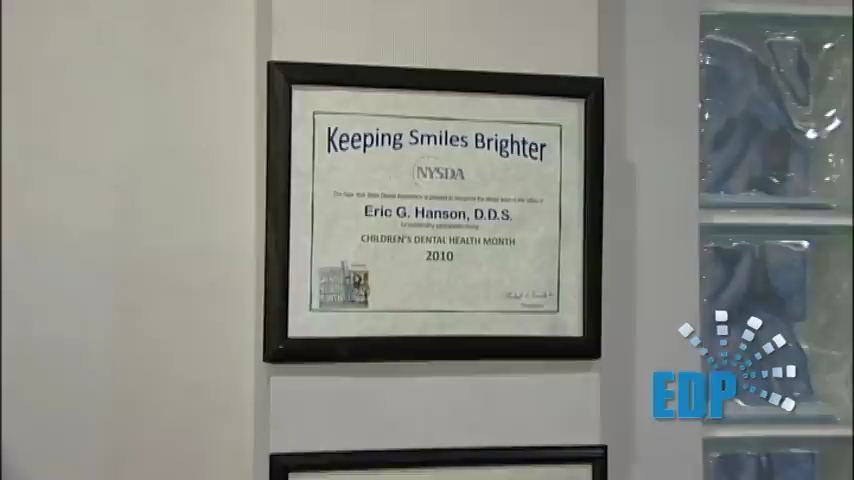 Keeping Smiles Brighter
NYSDA
Eric G. Hanson, D.D.S.
CHILDREN'S DENTAL HEALTH MONTH
2010
EDP